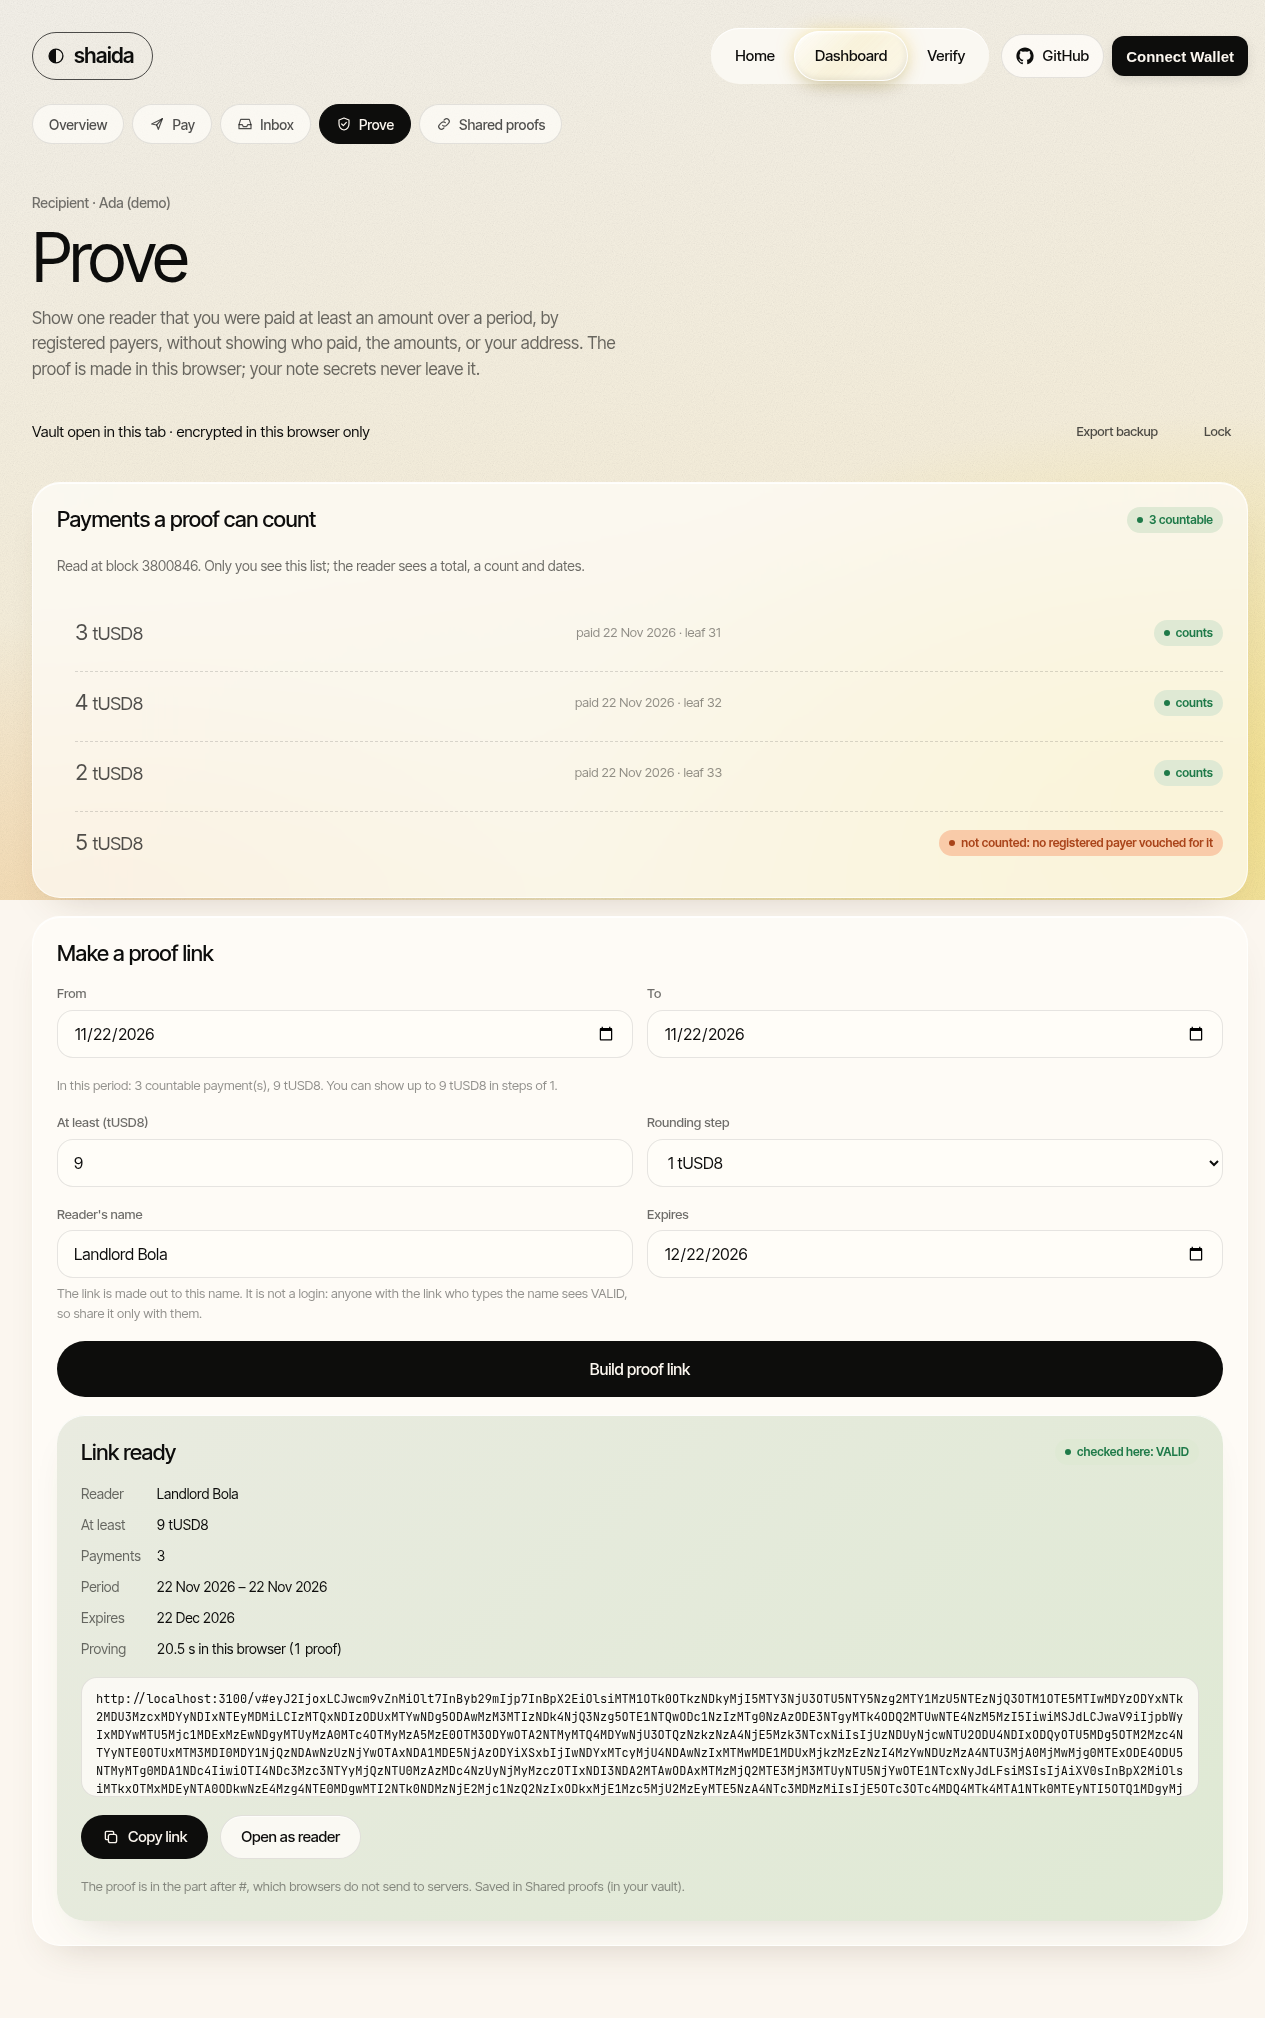 shaida
Home
Dashboard
Verify
GitHub
Connect Wallet
Overview
Pay
Inbox
Prove
Shared proofs
Recipient · Ada (demo)
Prove
Show one reader that you were paid at least an amount over a period, by
registered payers, without showing who paid, the amounts, or your address. The
proof is made in this browser; your note secrets never leave it.
Vault open in this tab · encrypted in this browser only
Export backup
Lock
Payments a proof can count
3 countable
Read at block 3800846. Only you see this list; the reader sees a total, a count and dates.
3 tUSD8
paid 22 Nov 2026 · leaf 31
counts
4 tUSD8
paid 22 Nov 2026 · leaf 32
counts
2 tUSD8
paid 22 Nov 2026 · leaf 33
counts
5 tUSD8
not counted: no registered payer vouched for it
Make a proof link
From
To
11/22/2026
11/22/2026
In this period: 3 countable payment(s), 9 tUSD8. You can show up to 9 tUSD8 in steps of 1.
At least (tUSD8)
Rounding step
9
1 tUSD8
Reader's name
Expires
Landlord Bola
12/22/2026
The link is made out to this name. It is not a login: anyone with the link who types the name sees VALID,
so share it only with them.
Build proof link
Link ready
checked here: VALID
Reader Landlord Bola
At least 9 tUSD8
Payments 3
Period 22 Nov 2026 – 22 Nov 2026
Expires 22 Dec 2026
Proving 20.5 s in this browser (1 proof)
Copy link
Open as reader
The proof is in the part after #, which browsers do not send to servers. Saved in Shared proofs (in your vault).